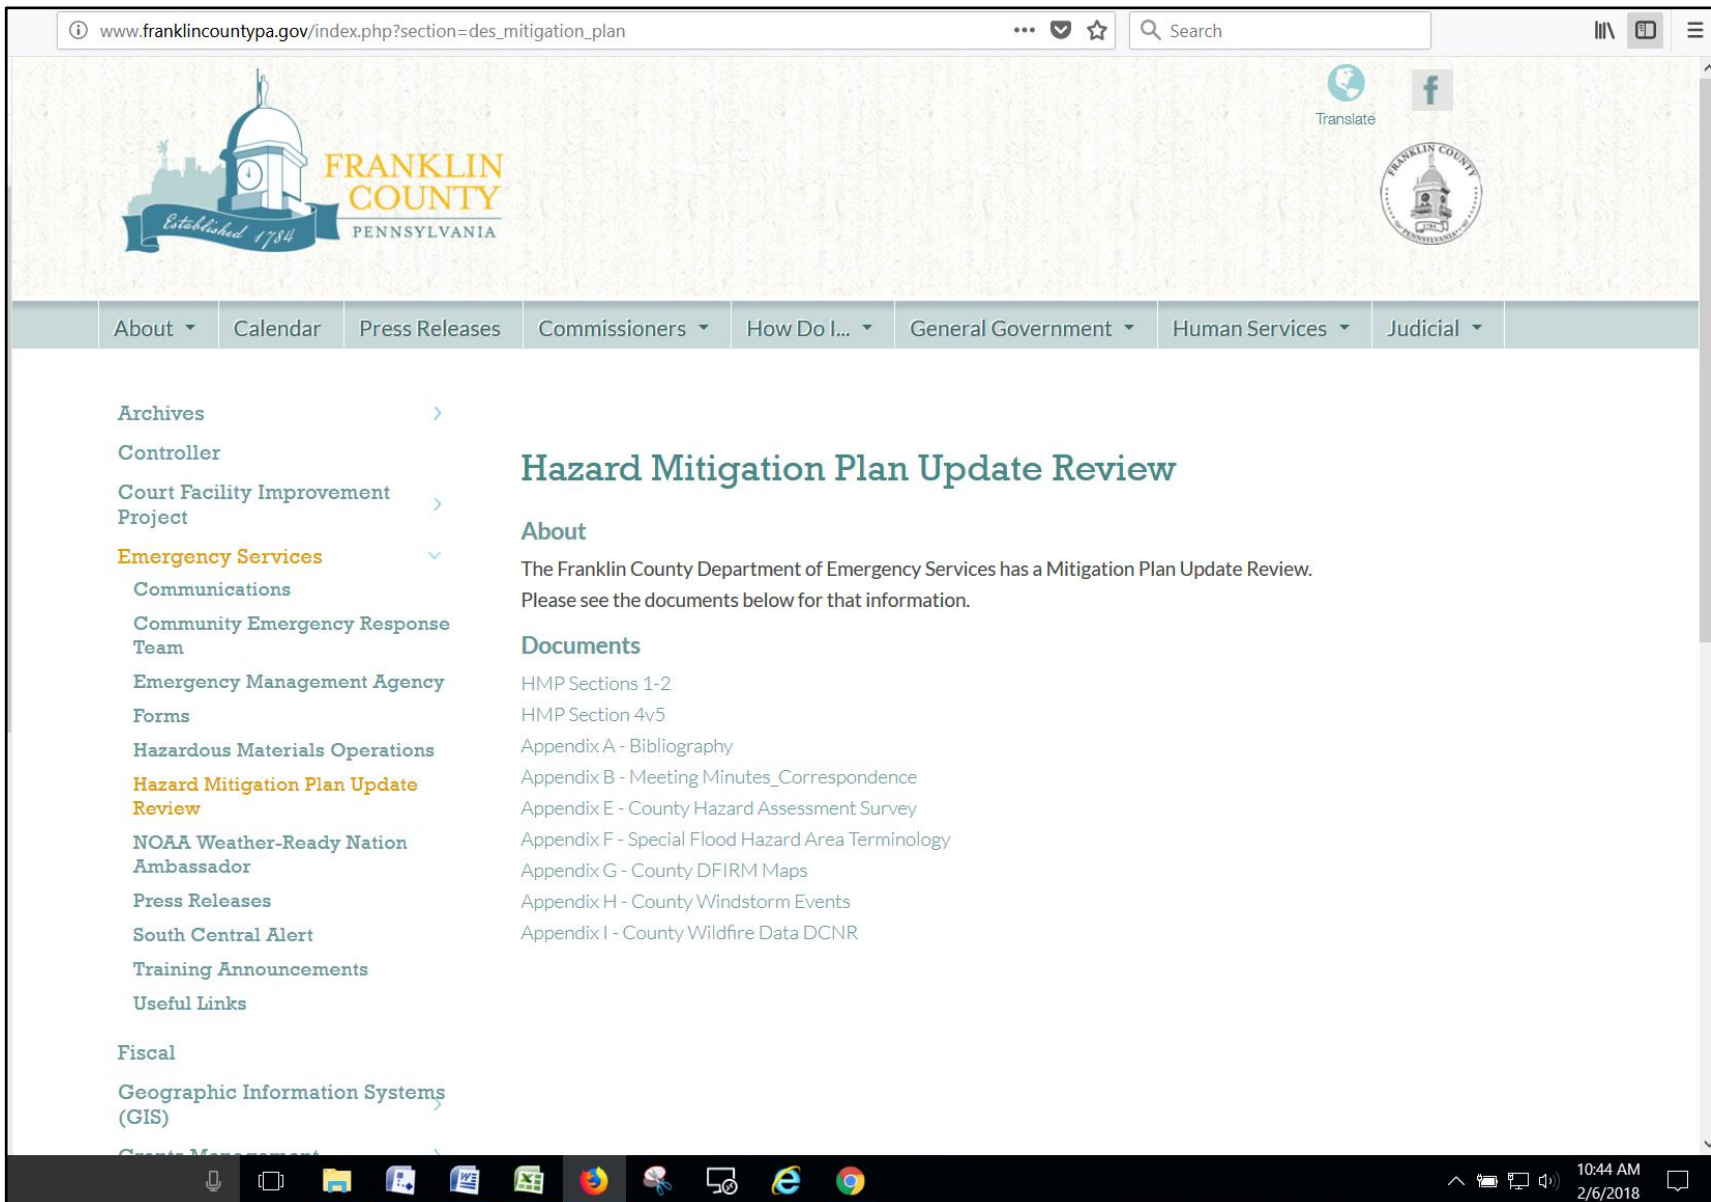 www.franklincountypa.gov/index.php?section=des_mitigation_plan
Search
Translate
Established 1784
FRANKLIN
COUNTY
PENNSYLVANIA
FRANKLIN COUNTY
1784
PENNSYLVANIA
About
Calendar
Press Releases
Commissioners
How Do I...
General Government
Human Services
Judicial
Archives
Controller
Court Facility Improvement
Project
Emergency Services
Communications
Community Emergency Response
Team
Emergency Management Agency
Forms
Hazardous Materials Operations
Hazard Mitigation Plan Update
Review
NOAA Weather-Ready Nation
Ambassador
Press Releases
South Central Alert
Training Announcements
Useful Links
Fiscal
Geographic Information Systems
(GIS)
Grants Management
Hazard Mitigation Plan Update Review
About
The Franklin County Department of Emergency Services has a Mitigation Plan Update Review.
Please see the documents below for that information.
Documents
HMP Sections 1-2
HMP Section 4v5
Appendix A - Bibliography
Appendix B - Meeting Minutes_Correspondence
Appendix E - County Hazard Assessment Survey
Appendix F - Special Flood Hazard Area Terminology
Appendix G - County DFIRM Maps
Appendix H - County Windstorm Events
Appendix I - County Wildfire Data DCNR
10:44 AM
2/6/2018